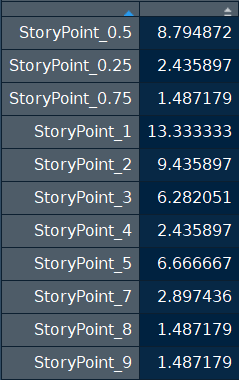 StoryPoint_0.5 8.794872
StoryPoint_0.25 2.435897
StoryPoint_0.75 1.487179
StoryPoint_1 13.333333
StoryPoint_2 9.435897
StoryPoint_3 6.282051
StoryPoint_4 2.435897
StoryPoint_5 6.666667
StoryPoint_7 2.897436
StoryPoint_8 1.487179
StoryPoint_9 1.487179